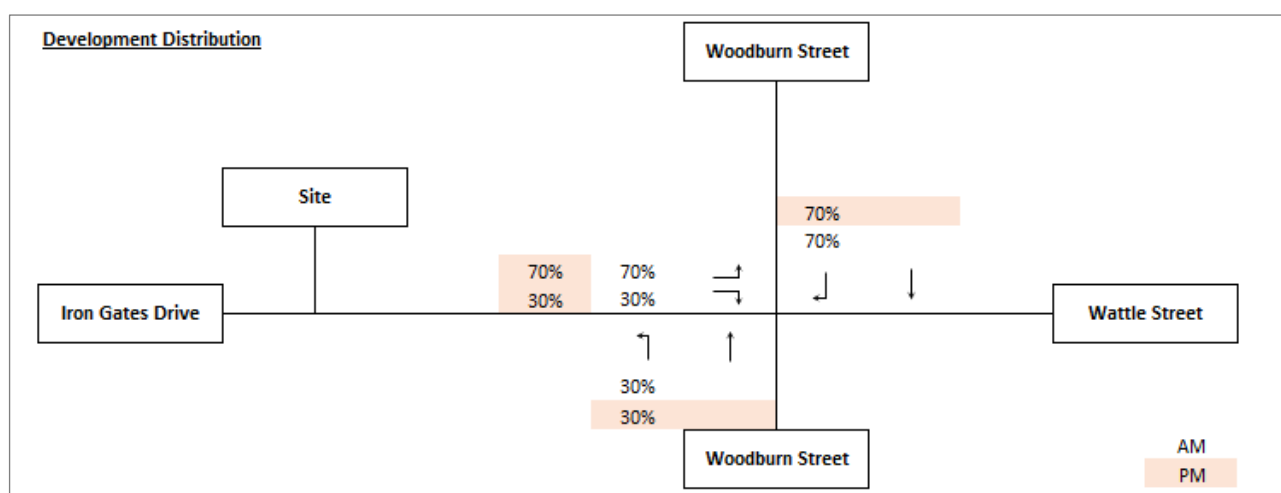 Development Distribution
Woodburn Street
Site
70%
70%
70% 70%
30% 30%
Iron Gates Drive
Wattle Street
30%
30%
Woodburn Street
AM
PM